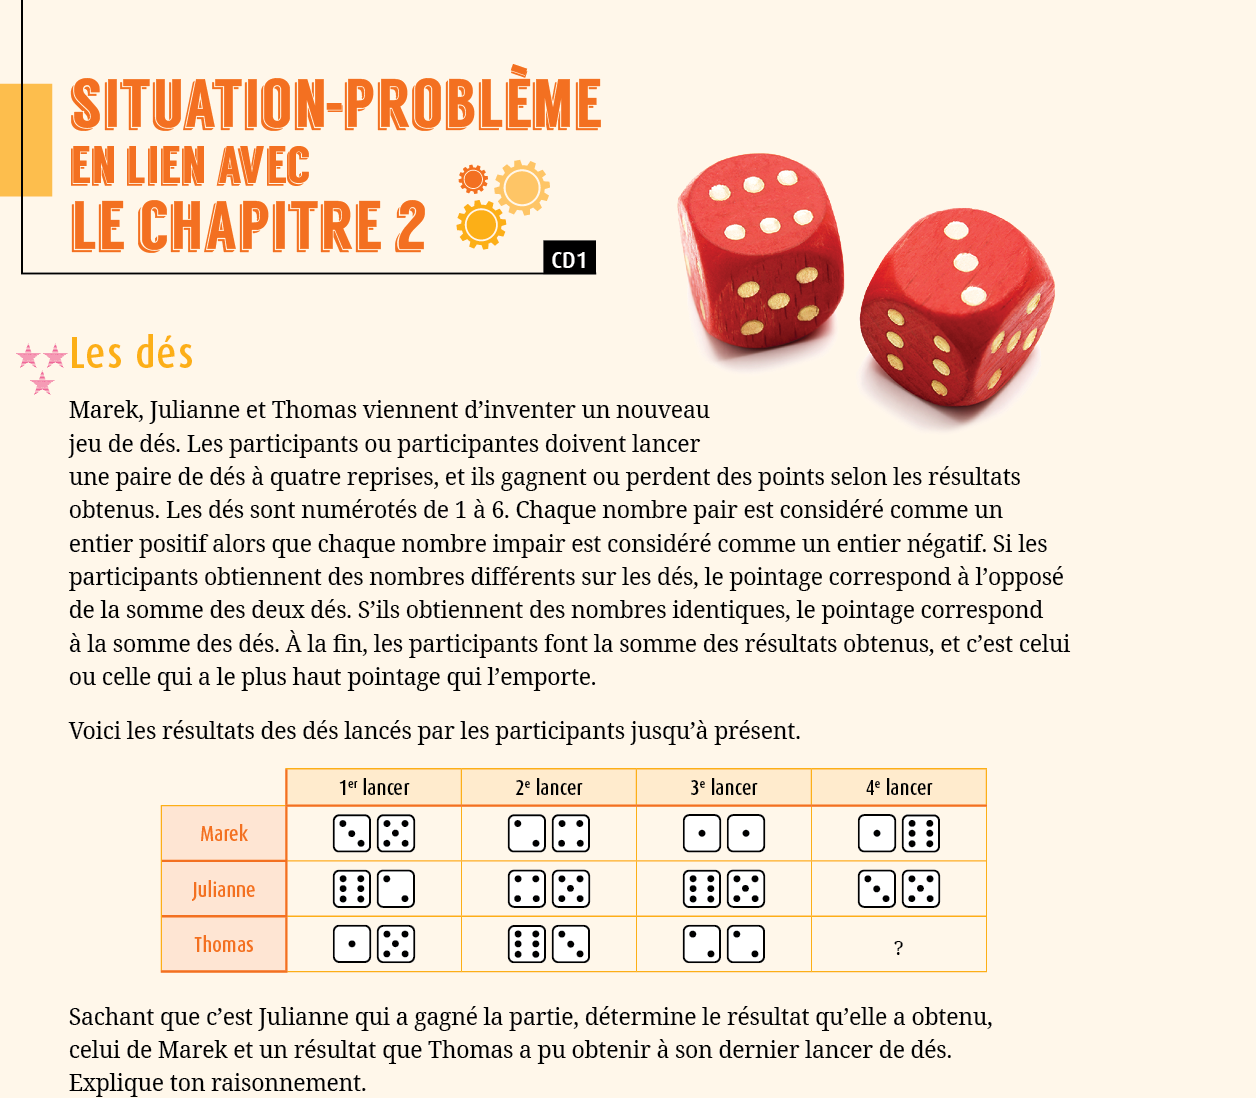 SITUATION-PROBLÈME
EN LIEN AVEC
LE CHAPITRE 2
CD1
Les dés
Marek, Julianne et Thomas viennent d’inventer un nouveau
jeu de dés. Les participants ou participantes doivent lancer
une paire de dés à quatre reprises, et ils gagnent ou perdent des points selon les résultats
obtenus. Les dés sont numérotés de 1 à 6. Chaque nombre pair est considéré comme un
entier positif alors que chaque nombre impair est considéré comme un entier négatif. Si les
participants obtiennent des nombres différents sur les dés, le pointage correspond à l’opposé
de la somme des deux dés. S’ils obtiennent des nombres identiques, le pointage correspond
à la somme des dés. À la fin, les participants font la somme des résultats obtenus, et c’est celui
ou celle qui a le plus haut pointage qui l’emporte.
Voici les résultats des dés lancés par les participants jusqu’à présent.
1er lancer 2e lancer 3e lancer 4e lancer
Marek
Julianne
Thomas ?
Sachant que c’est Julianne qui a gagné la partie, détermine le résultat qu’elle a obtenu,
celui de Marek et un résultat que Thomas a pu obtenir à son dernier lancer de dés.
Explique ton raisonnement.